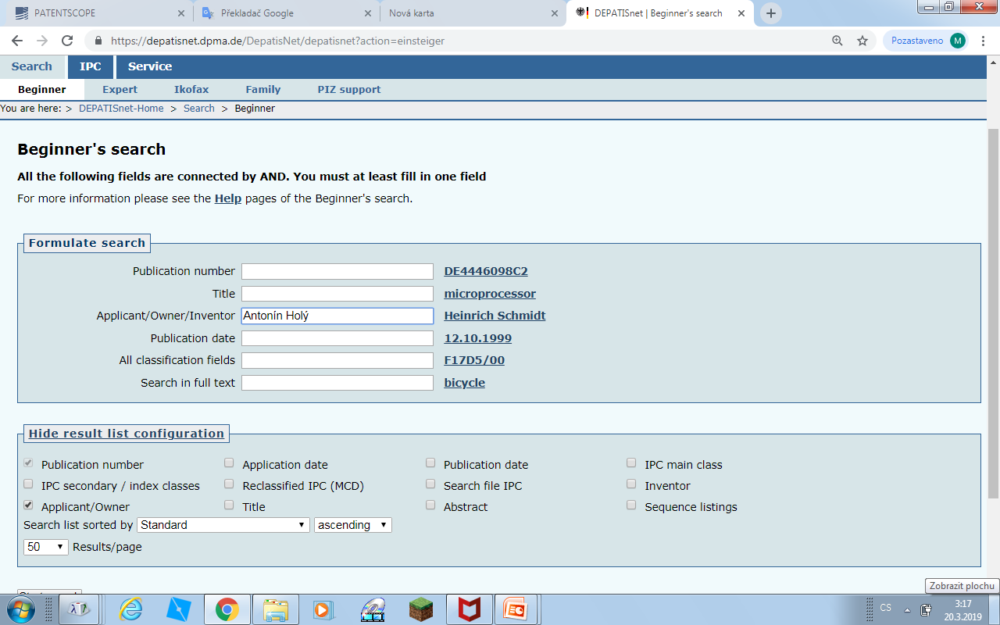 PATENTSCOPE
Překladač Google
Nová karta
DEPATISnet | Beginner's search
https://depatisnet.dpma.de/DepatisNet/depatisnet?action=einsteiger
Pozastaveno M
Search IPC Service
Beginner Expert Ikofax Family PIZ support
You are here: > DEPATISnet-Home > Search > Beginner
Beginner's search
All the following fields are connected by AND. You must at least fill in one field
For more information please see the Help pages of the Beginner's search.
Formulate search
Publication number DE4446098C2
Title microprocessor
Applicant/Owner/Inventor Antonín Holý Heinrich Schmidt
Publication date 12.10.1999
All classification fields F17D5/00
Search in full text bicycle
Hide result list configuration
Publication number Application date Publication date IPC main class
IPC secondary / index classes Reclassified IPC (MCD) Search file IPC Inventor
Applicant/Owner Title Abstract Sequence listings
Search list sorted by Standard ascending
50 Results/page
Zobrazit plochu
CS 3:17
20.3.2019